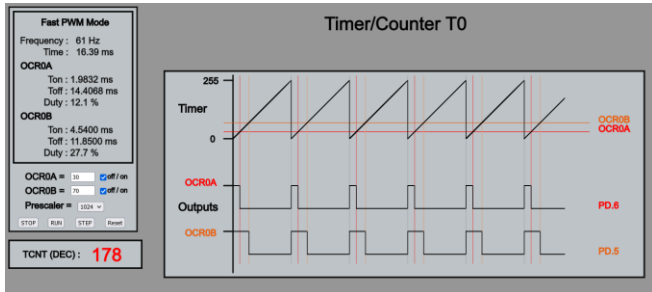 Fast PWM Mode
Frequency : 61 Hz
Time : 16.39 ms
OCR0A
Ton : 1.9832 ms
Toff : 14.4068 ms
Duty : 12.1 %
OCR0B
Ton : 4.5400 ms
Toff : 11.8500 ms
Duty : 27.7 %
OCR0A = 30 off / on
OCR0B = 70 off / on
Prescaler = 1024
STOP RUN STEP Reset
TCNT (DEC) : 178
Timer/Counter T0
255
Timer
0
OCR0B
OCR0A
OCR0A
Outputs
PD.6
OCR0B
PD.5